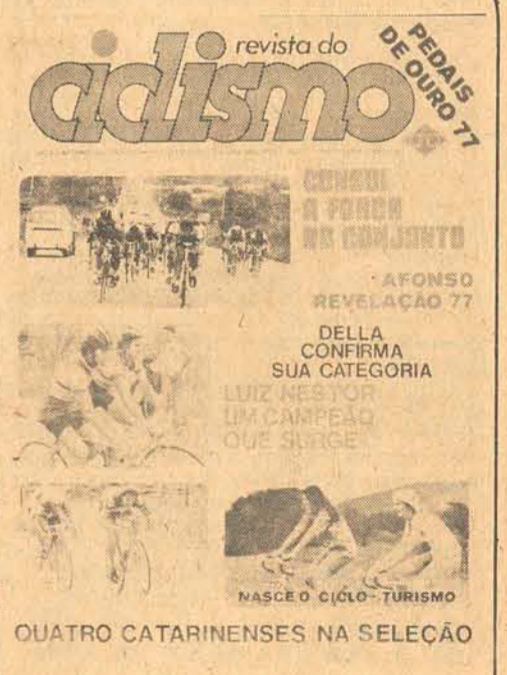 revista do
ciclismo
PEDAIS
DE OURO 77
CONSUL
A FORÇA
NO CONJUNTO
AFONSO
REVELAÇÃO 77
DELLA
CONFIRMA
SUA CATEGORIA
LUIZ NESTOR
UM CAMPEÃO
QUE SURGE
NASCE O CICLO-TURISMO
QUATRO CATARINENSES NA SELEÇÃO